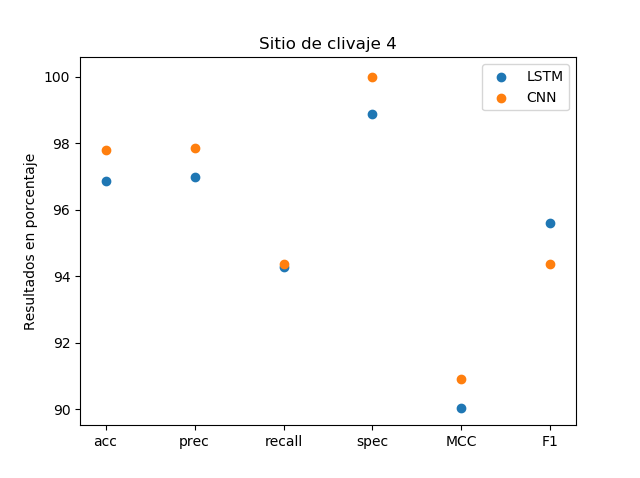 Sitio de clivaje 4
LSTM
CNN
Resultados en porcentaje
100
98
96
94
92
90
acc prec recall spec MCC F1